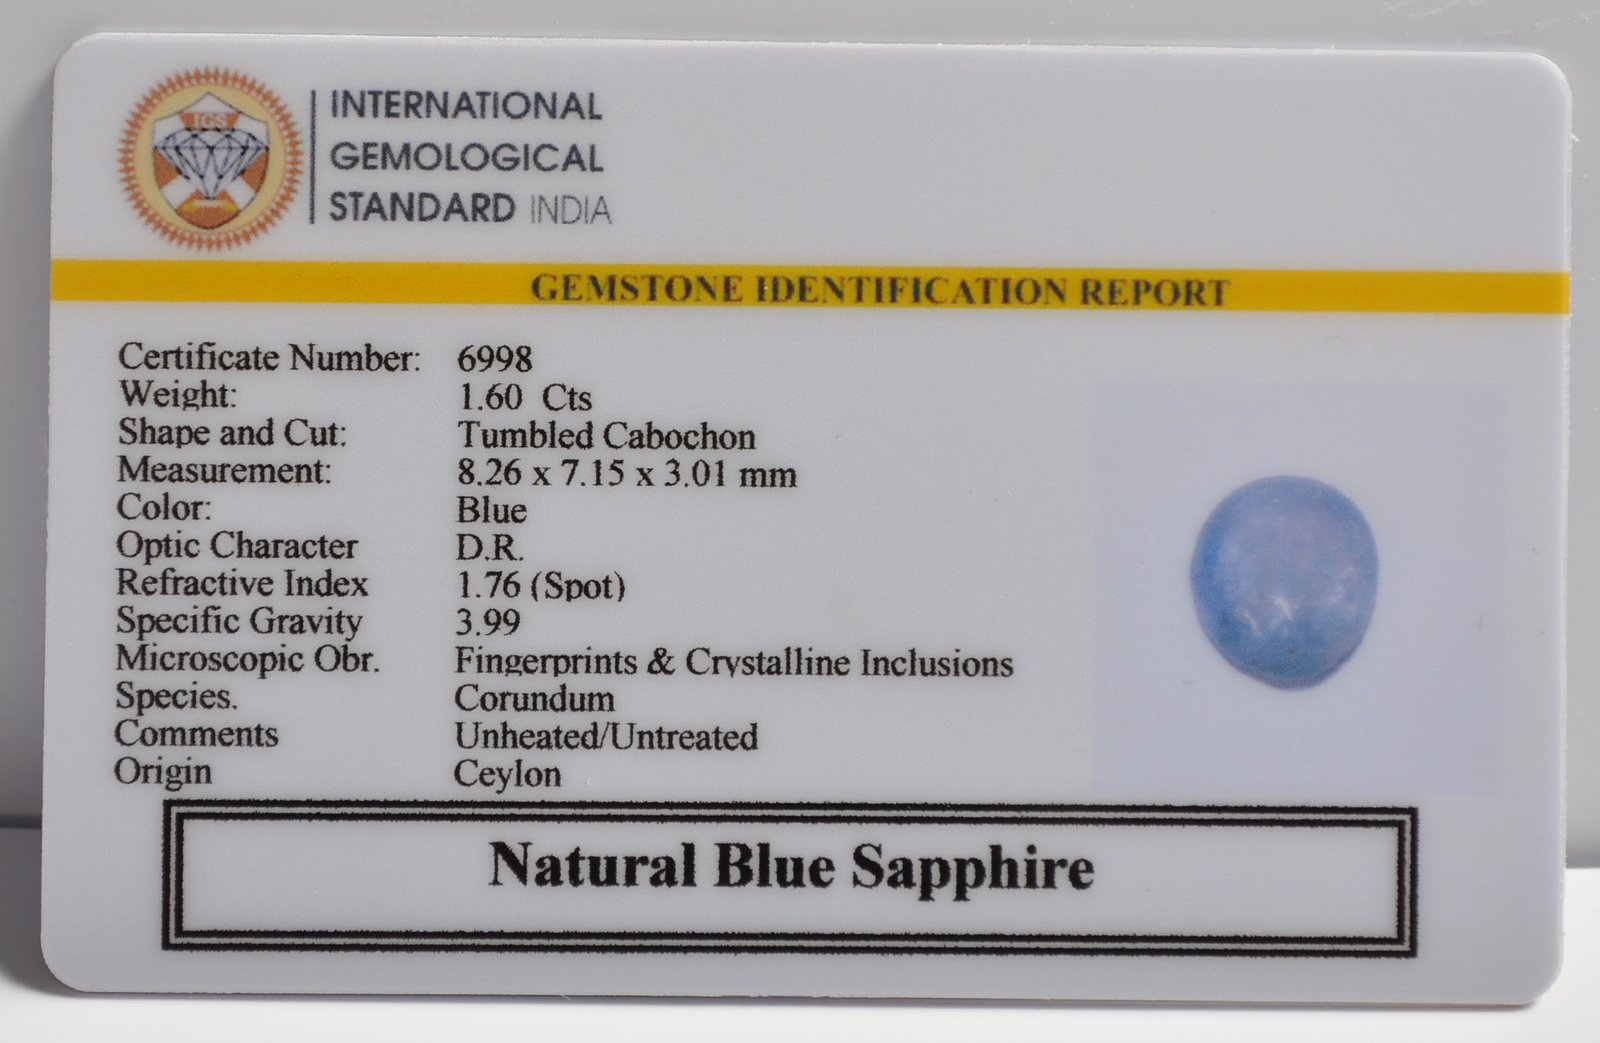 IGS
INTERNATIONAL
GEMOLOGICAL
STANDARD INDIA
GEMSTONE IDENTIFICATION REPORT
Certificate Number: 6998
Weight: 1.60 Cts
Shape and Cut: Tumbled Cabochon
Measurement: 8.26 x 7.15 x 3.01 mm
Color: Blue
Optic Character D.R.
Refractive Index 1.76 (Spot)
Specific Gravity 3.99
Microscopic Obr. Fingerprints & Crystalline Inclusions
Species. Corundum
Comments Unheated/Untreated
Origin Ceylon
Natural Blue Sapphire